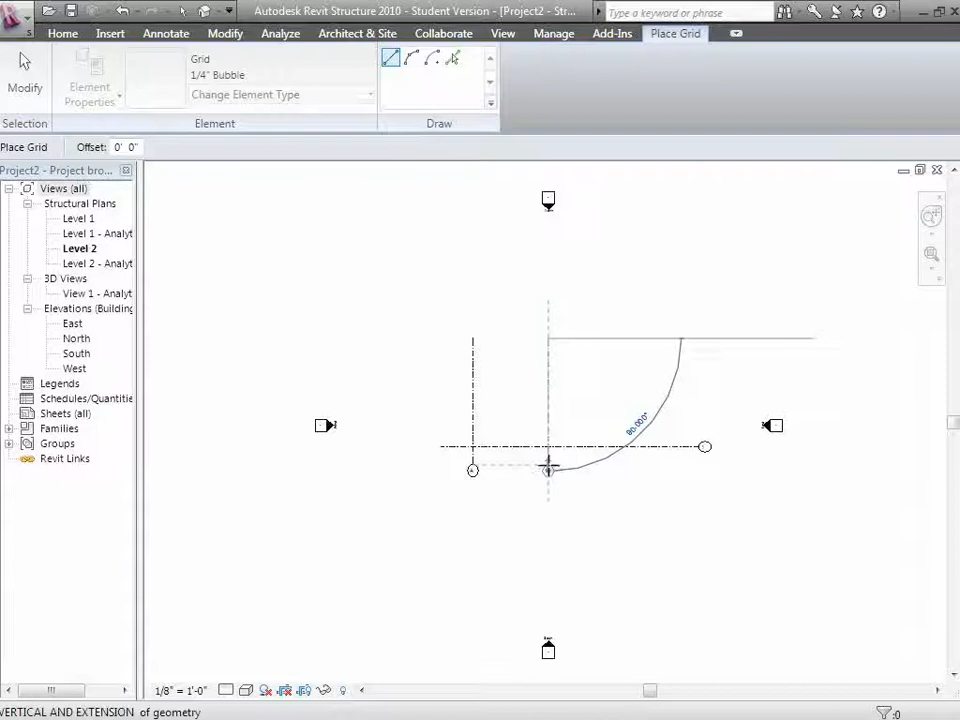 Autodesk Revit Structure 2010 - Student Version - [Project2 - Str...
Type a keyword or phrase
Home Insert Annotate Modify Analyze Architect & Site Collaborate View Manage Add-Ins Place Grid
Modify
Element
Properties
Grid
1/4" Bubble
Change Element Type
Selection Element Draw
Place Grid Offset: 0' 0"
Project2 - Project bro...
Views (all)
Structural Plans
Level 1
Level 1 - Analyt
Level 2
Level 2 - Analyt
3D Views
View 1 - Analyt
Elevations (Building
East
North
South
West
Legends
Schedules/Quantitie
Sheets (all)
Families
Groups
Revit Links
90.000°
1/8" = 1'-0"
VERTICAL AND EXTENSION of geometry
:0